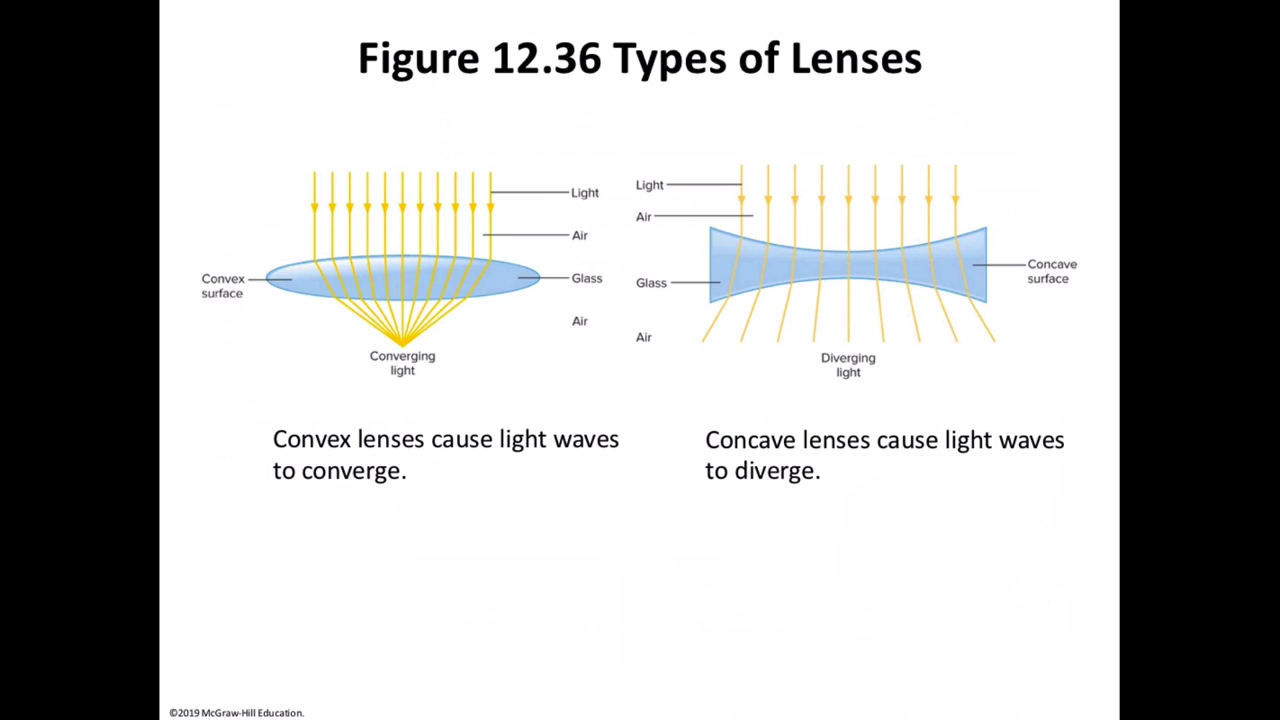 Figure 12.36 Types of Lenses
Light
Air
Convex
surface
Glass
Air
Converging
light
Light
Air
Glass
Concave
surface
Air
Diverging
light
Convex lenses cause light waves
to converge.
Concave lenses cause light waves
to diverge.
©2019 McGraw-Hill Education.